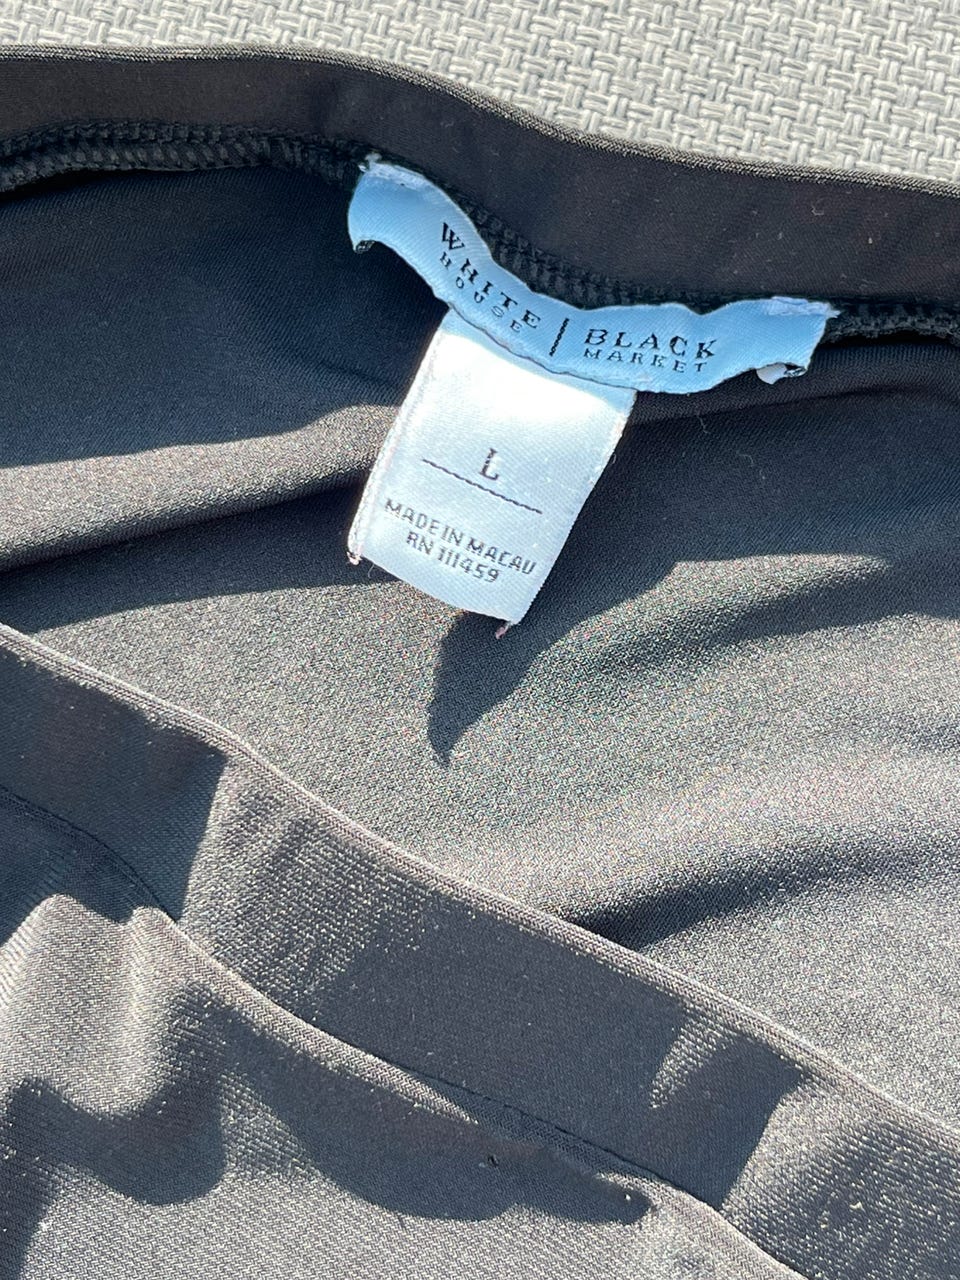 WHITE | BLACK
HOUSE MARKET
L
MADE IN MACAU
RN 111459